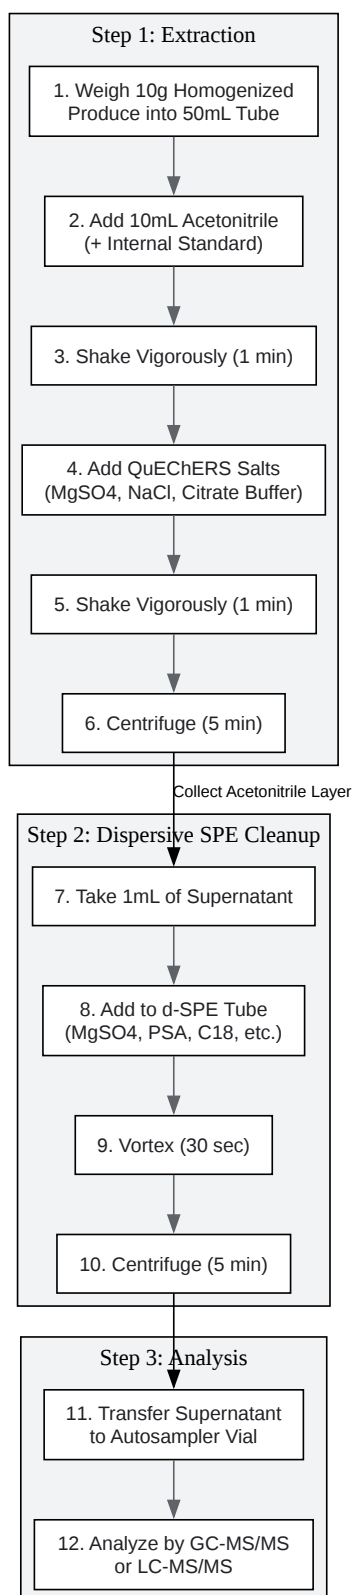 Step 1: Extraction
1. Weigh 10g Homogenized
Produce into 50mL Tube
2. Add 10mL Acetonitrile
(+ Internal Standard)
3. Shake Vigorously (1 min)
4. Add QuEChERS Salts
(MgSO4, NaCl, Citrate Buffer)
5. Shake Vigorously (1 min)
6. Centrifuge (5 min)
Collect Acetonitrile Layer
Step 2: Dispersive SPE Cleanup
7. Take 1mL of Supernatant
8. Add to d-SPE Tube
(MgSO4, PSA, C18, etc.)
9. Vortex (30 sec)
10. Centrifuge (5 min)
Step 3: Analysis
11. Transfer Supernatant
to Autosampler Vial
12. Analyze by GC-MS/MS
or LC-MS/MS